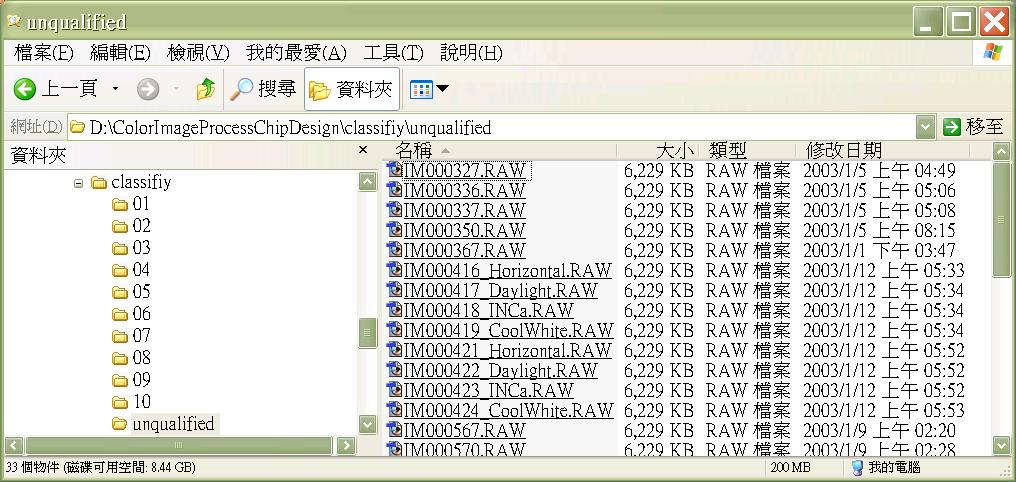 unqualified
檔案(F) 編輯(E) 檢視(V) 我的最愛(A) 工具(T) 說明(H)
上一頁 搜尋 資料夾
網址(D) D:\ColorImageProcessChipDesign\classifiy\unqualified 移至
資料夾
classifiy
01
02
03
04
05
06
07
08
09
10
unqualified
名稱 大小 類型 修改日期
IM000327.RAW 6,229 KB RAW 檔案 2003/1/5 上午 04:49
IM000336.RAW 6,229 KB RAW 檔案 2003/1/5 上午 05:06
IM000337.RAW 6,229 KB RAW 檔案 2003/1/5 上午 05:08
IM000350.RAW 6,229 KB RAW 檔案 2003/1/5 上午 08:15
IM000367.RAW 6,229 KB RAW 檔案 2003/1/1 下午 03:47
IM000416_Horizontal.RAW 6,229 KB RAW 檔案 2003/1/12 上午 05:33
IM000417_Daylight.RAW 6,229 KB RAW 檔案 2003/1/12 上午 05:34
IM000418_INCa.RAW 6,229 KB RAW 檔案 2003/1/12 上午 05:34
IM000419_CoolWhite.RAW 6,229 KB RAW 檔案 2003/1/12 上午 05:34
IM000421_Horizontal.RAW 6,229 KB RAW 檔案 2003/1/12 上午 05:52
IM000422_Daylight.RAW 6,229 KB RAW 檔案 2003/1/12 上午 05:52
IM000423_INCa.RAW 6,229 KB RAW 檔案 2003/1/12 上午 05:52
IM000424_CoolWhite.RAW 6,229 KB RAW 檔案 2003/1/12 上午 05:53
IM000567.RAW 6,229 KB RAW 檔案 2003/1/9 上午 02:20
IM000570.RAW 6,229 KB RAW 檔案 2003/1/9 上午 02:28
33 個物件 (磁碟可用空間: 8.44 GB) 200 MB 我的電腦